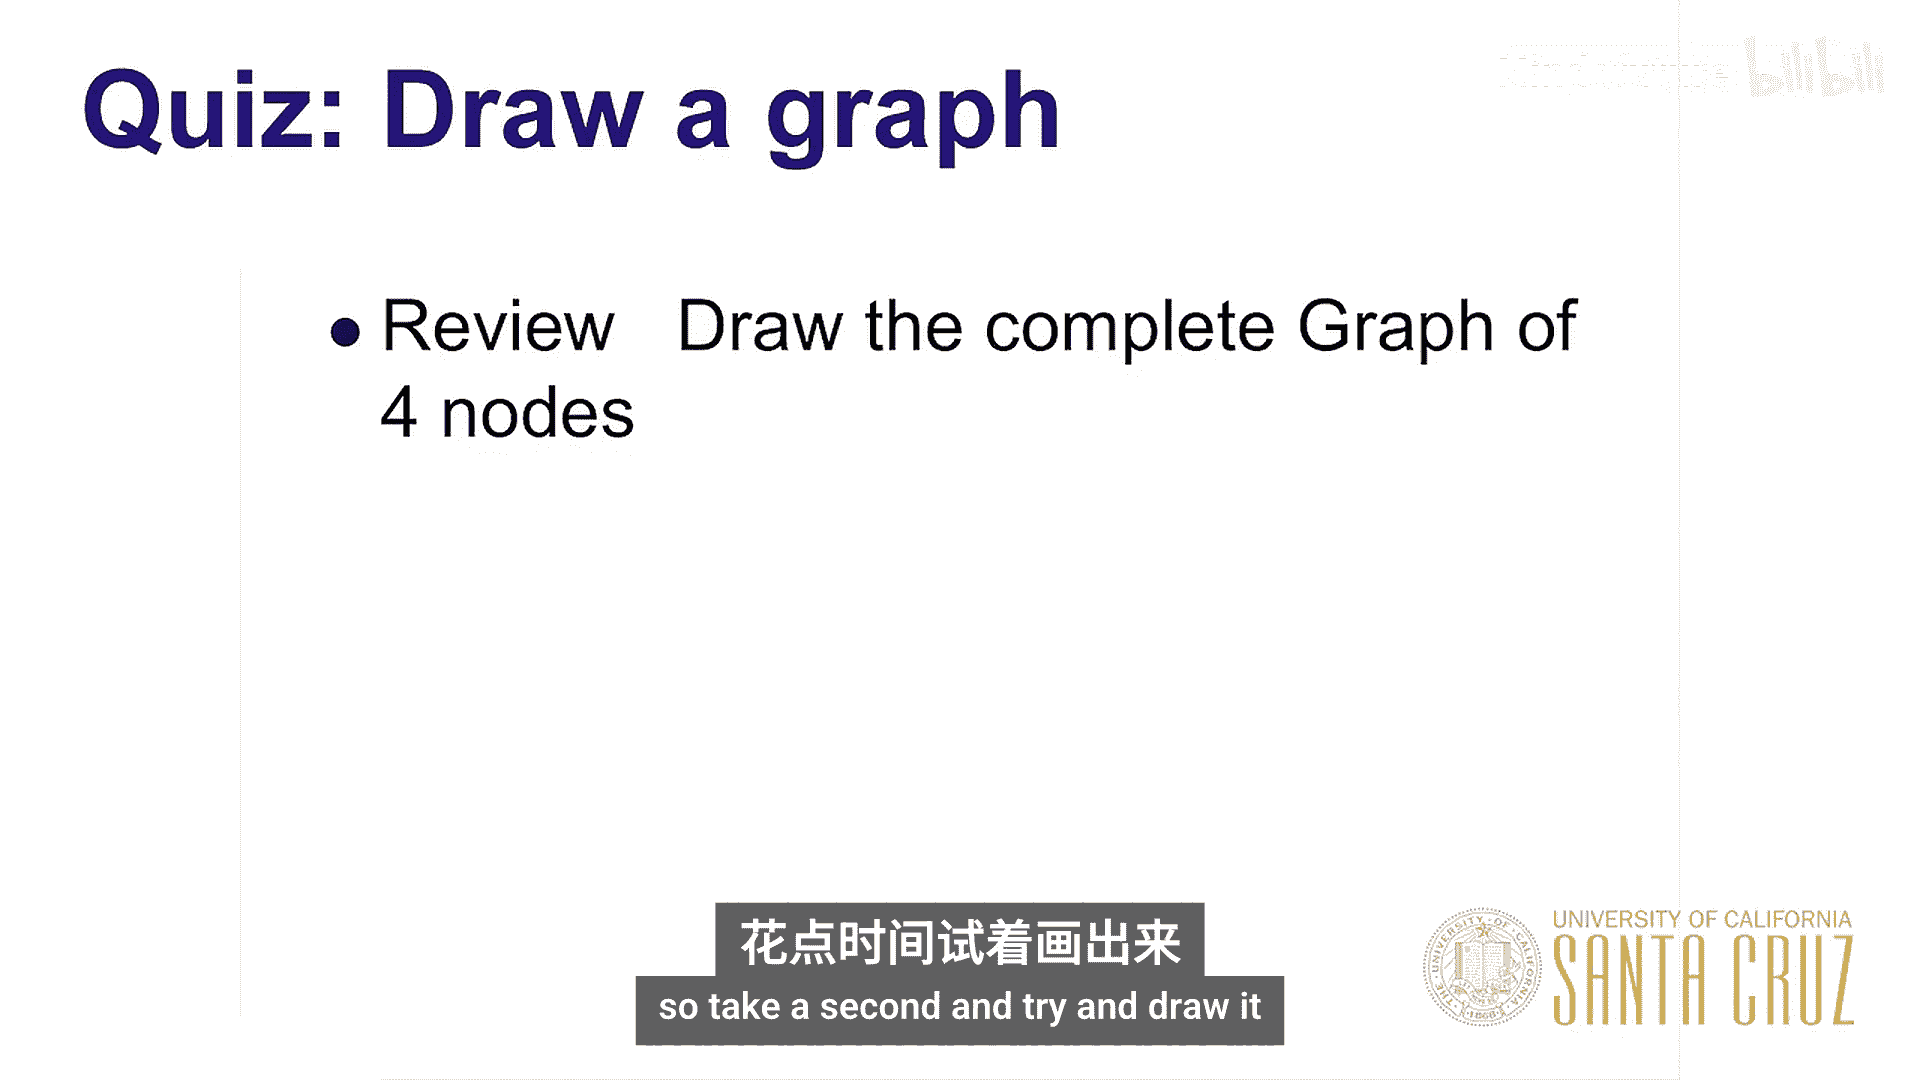 Quiz: Draw a graph
bilibili
Review Draw the complete Graph of
4 nodes
花点时间试着画出来
so take a second and try and draw it
UNIVERSITY OF CALIFORNIA
SANTA CRUZ